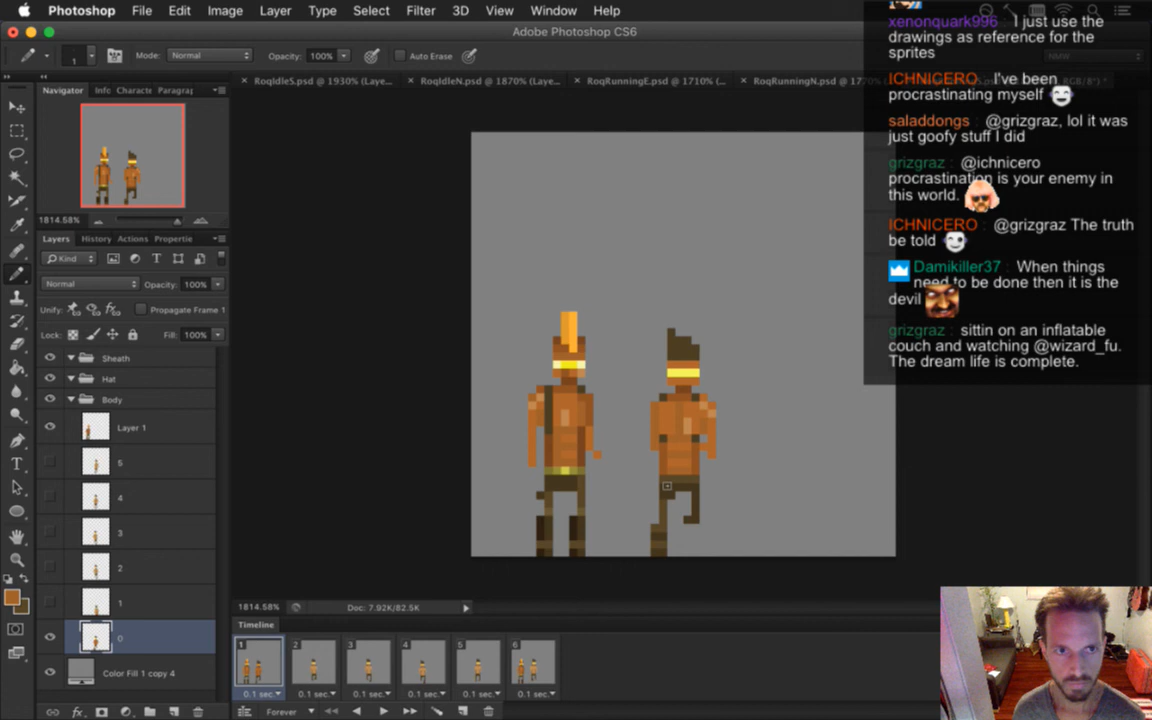 Photoshop File Edit Image Layer Type Select Filter 3D View Window Help
Adobe Photoshop CS6
1 Mode: Normal Opacity: 100% Auto Erase
Navigator Info Characte Paragra
RoqIdleS.psd @ 1930% (Laye... RoqIdleN.psd @ 1870% (Laye... RoqRunningE.psd @ 1710% (... RoqRunningN.psd @ 1770%
1814.58%
Layers History Actions Propertie
Kind
Normal Opacity: 100%
Unify: Propagate Frame 1
Lock: Fill: 100%
Sheath
Hat
Body
Layer 1
5
4
3
2
1
0
Color Fill 1 copy 4
xenonquark996 : I just use the
drawings as reference for the
sprites
ICHNICERO : I've been
procrastinating myself
saladdongs : @grizgraz, lol it was
just goofy stuff I did
grizgraz : @ichnicero
procrastination is your enemy in
this world.
ICHNICERO : @grizgraz The truth
be told
Damikiller37 : When things
need to be done then it is the
devil
grizgraz : sittin on an inflatable
couch and watching @wizard_fu.
The dream life is complete.
1814.58% Doc: 7.92K/82.5K
Timeline
1 2 3 4 5 6
0.1 sec. 0.1 sec. 0.1 sec. 0.1 sec. 0.1 sec. 0.1 sec.
Forever